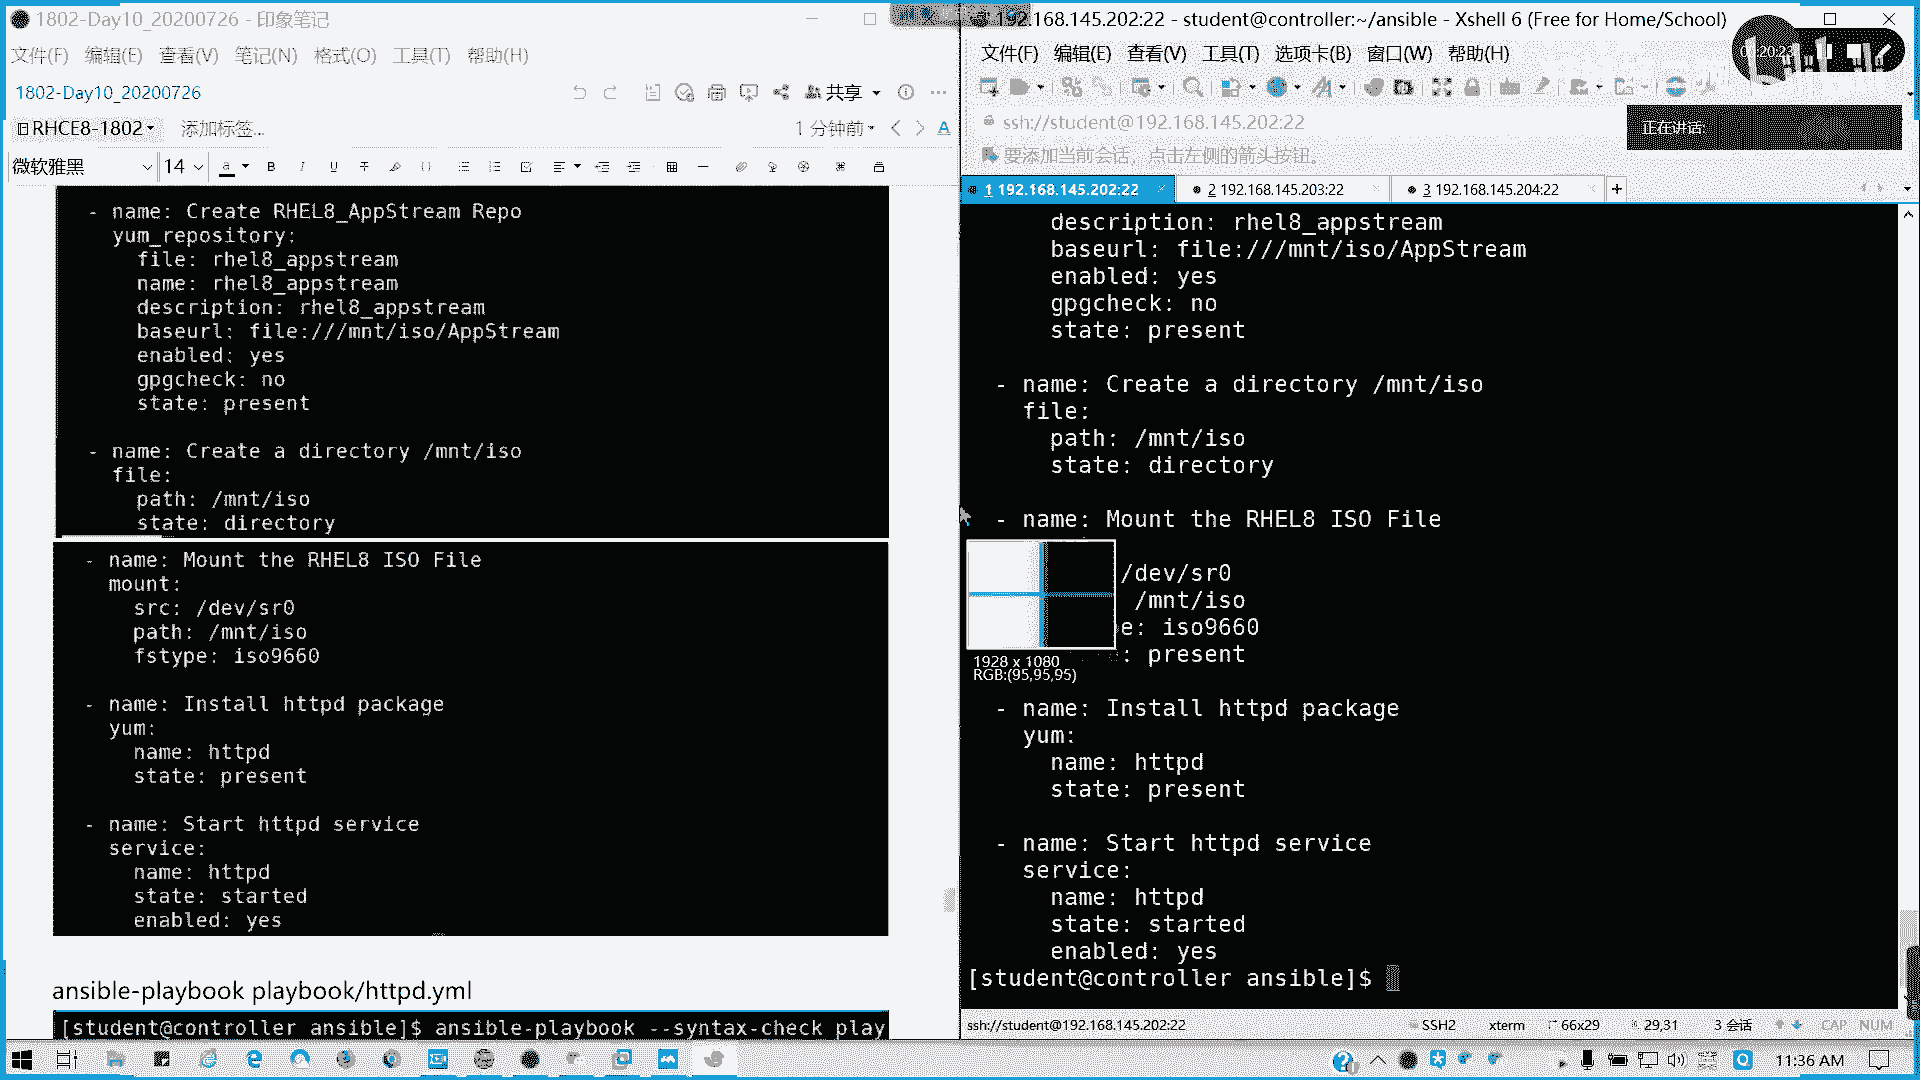 1802-Day10_20200726 - 印象笔记
文件(F) 编辑(E) 查看(V) 笔记(N) 格式(O) 工具(T) 帮助(H)
1802-Day10_20200726
共享
RHCE8-1802
添加标签...
1 分钟前
微软雅黑
14
- name: Create RHEL8_AppStream Repo
yum_repository:
file: rhel8_appstream
name: rhel8_appstream
description: rhel8_appstream
baseurl: file:///mnt/iso/AppStream
enabled: yes
gpgcheck: no
state: present
- name: Create a directory /mnt/iso
file:
path: /mnt/iso
state: directory
- name: Mount the RHEL8 ISO File
mount:
src: /dev/sr0
path: /mnt/iso
fstype: iso9660
- name: Install httpd package
yum:
name: httpd
state: present
- name: Start httpd service
service:
name: httpd
state: started
enabled: yes
ansible-playbook playbook/httpd.yml
[student@controller ansible]$ ansible-playbook --syntax-check play
192.168.145.202:22 - student@controller:~/ansible - Xshell 6 (Free for Home/School)
文件(F) 编辑(E) 查看(V) 工具(T) 选项卡(B) 窗口(W) 帮助(H)
ssh://student@192.168.145.202:22
正在讲话:
要添加当前会话，点击左侧的箭头按钮。
1 192.168.145.202:22
2 192.168.145.203:22
3 192.168.145.204:22
description: rhel8_appstream
baseurl: file:///mnt/iso/AppStream
enabled: yes
gpgcheck: no
state: present
- name: Create a directory /mnt/iso
file:
path: /mnt/iso
state: directory
- name: Mount the RHEL8 ISO File
/dev/sr0
/mnt/iso
e: iso9660
: present
1928 x 1080
RGB:(95,95,95)
- name: Install httpd package
yum:
name: httpd
state: present
- name: Start httpd service
service:
name: httpd
state: started
enabled: yes
[student@controller ansible]$
ssh://student@192.168.145.202:22
SSH2
xterm
66x29
29,31
3 会话
CAP NUM
11:36 AM